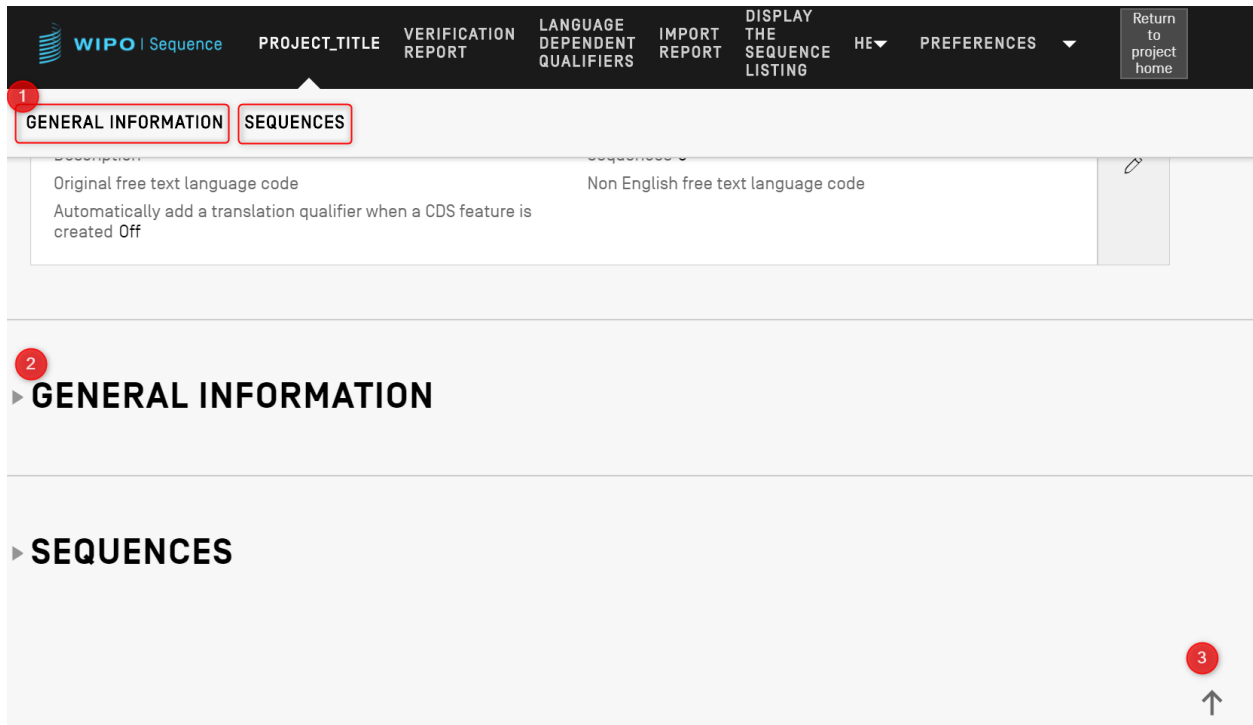 WIPO | Sequence
PROJECT_TITLE
VERIFICATION
REPORT
LANGUAGE
DEPENDENT
QUALIFIERS
IMPORT
REPORT
DISPLAY
THE
SEQUENCE
LISTING
HE
PREFERENCES
Return
to
project
home
1
GENERAL INFORMATION
SEQUENCES
Original free text language code
Non English free text language code
Automatically add a translation qualifier when a CDS feature is
created Off
2
GENERAL INFORMATION
SEQUENCES
3